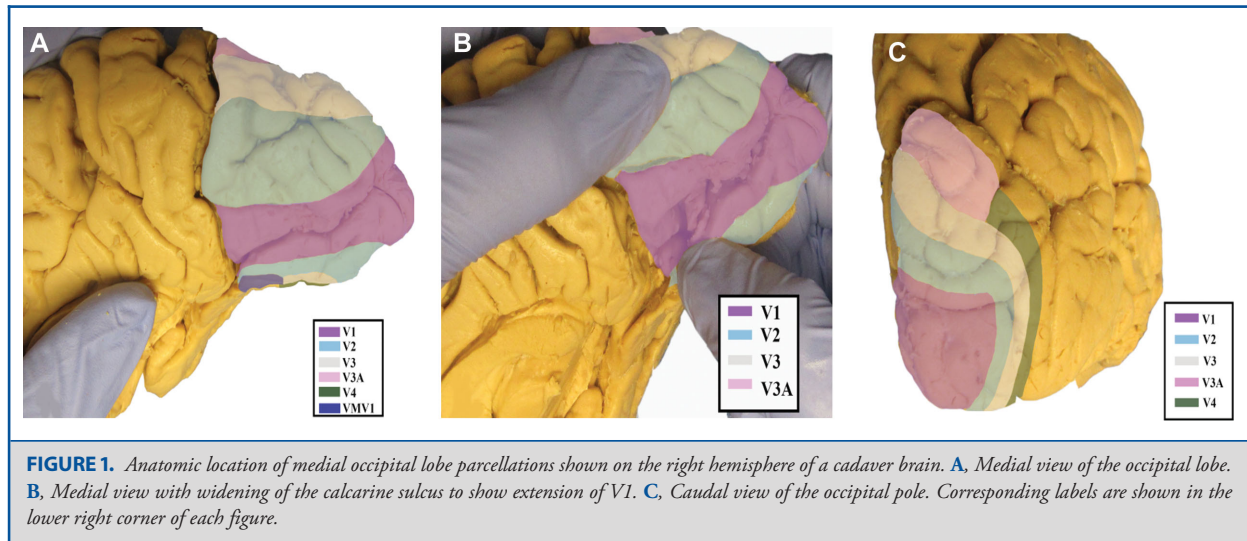 A
B
C
V1
V2
V3
V3A
V4
VMV1
V1
V2
V3
V3A
V1
V2
V3
V3A
V4
FIGURE 1. Anatomic location of medial occipital lobe parcellations shown on the right hemisphere of a cadaver brain. A, Medial view of the occipital lobe.
B, Medial view with widening of the calcarine sulcus to show extension of V1. C, Caudal view of the occipital pole. Corresponding labels are shown in the
lower right corner of each figure.